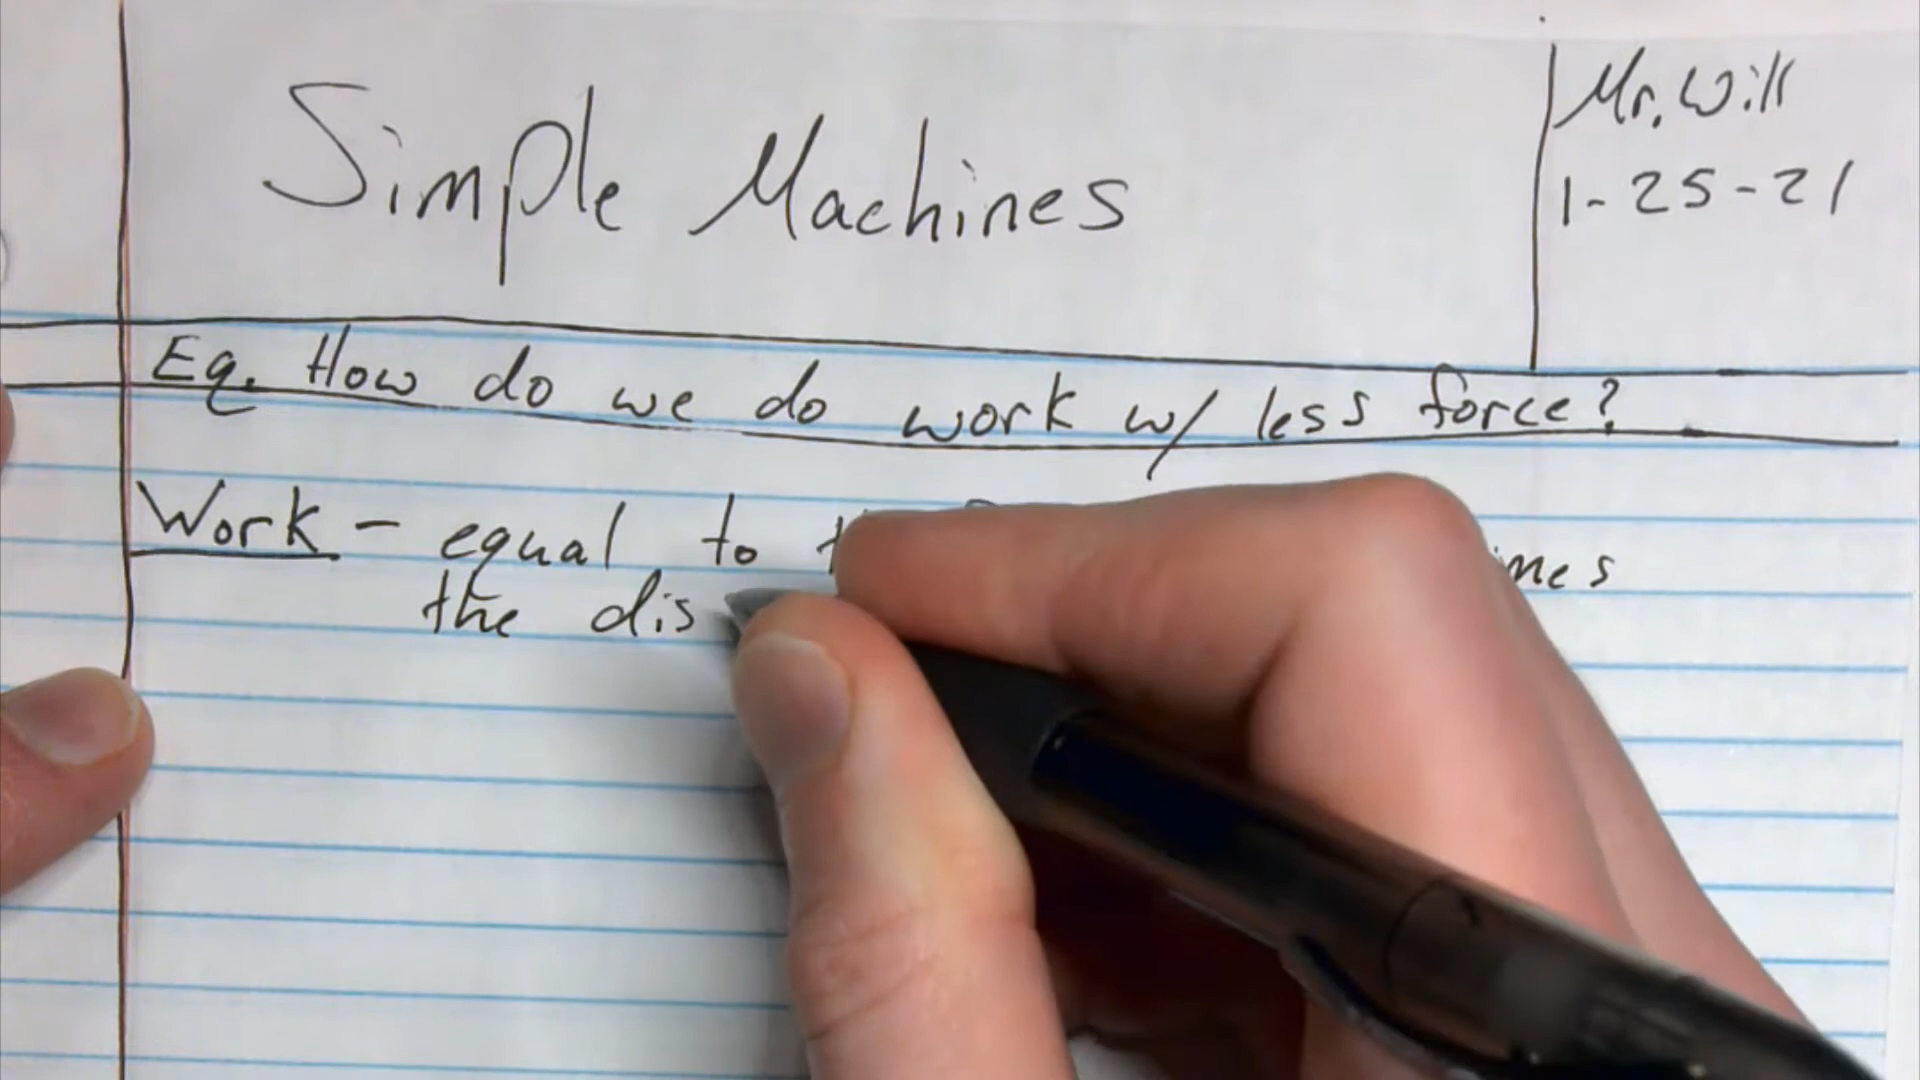 Simple Machines
Mr. Will
1-25-21
Eq. How do we do work w/ less force?
Work - equal to
the dis